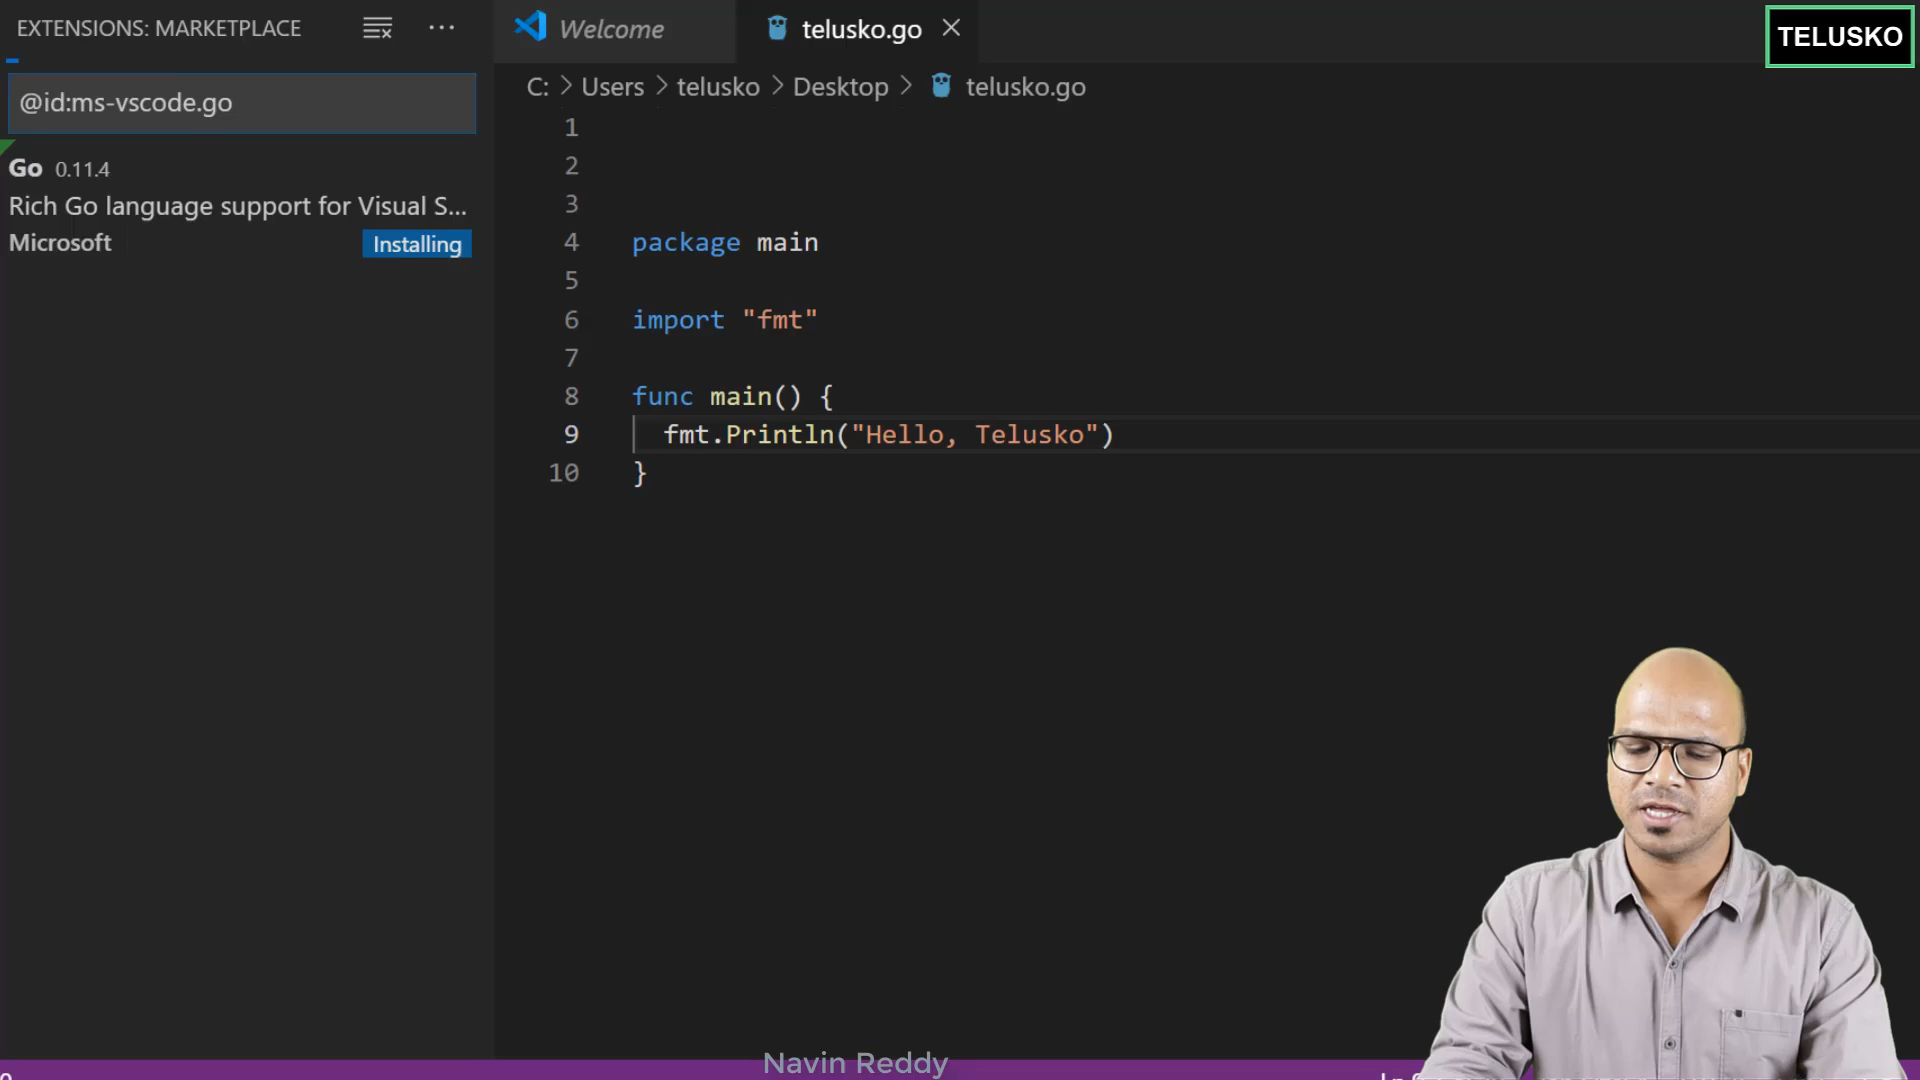 EXTENSIONS: MARKETPLACE
@id:ms-vscode.go
Go 0.11.4
Rich Go language support for Visual S...
Microsoft
Installing
Welcome
telusko.go
TELUSKO
C: > Users > telusko > Desktop > telusko.go
1
2
3
4 package main
5
6 import "fmt"
7
8 func main() {
9 fmt.Println("Hello, Telusko")
10 }
Navin Reddy